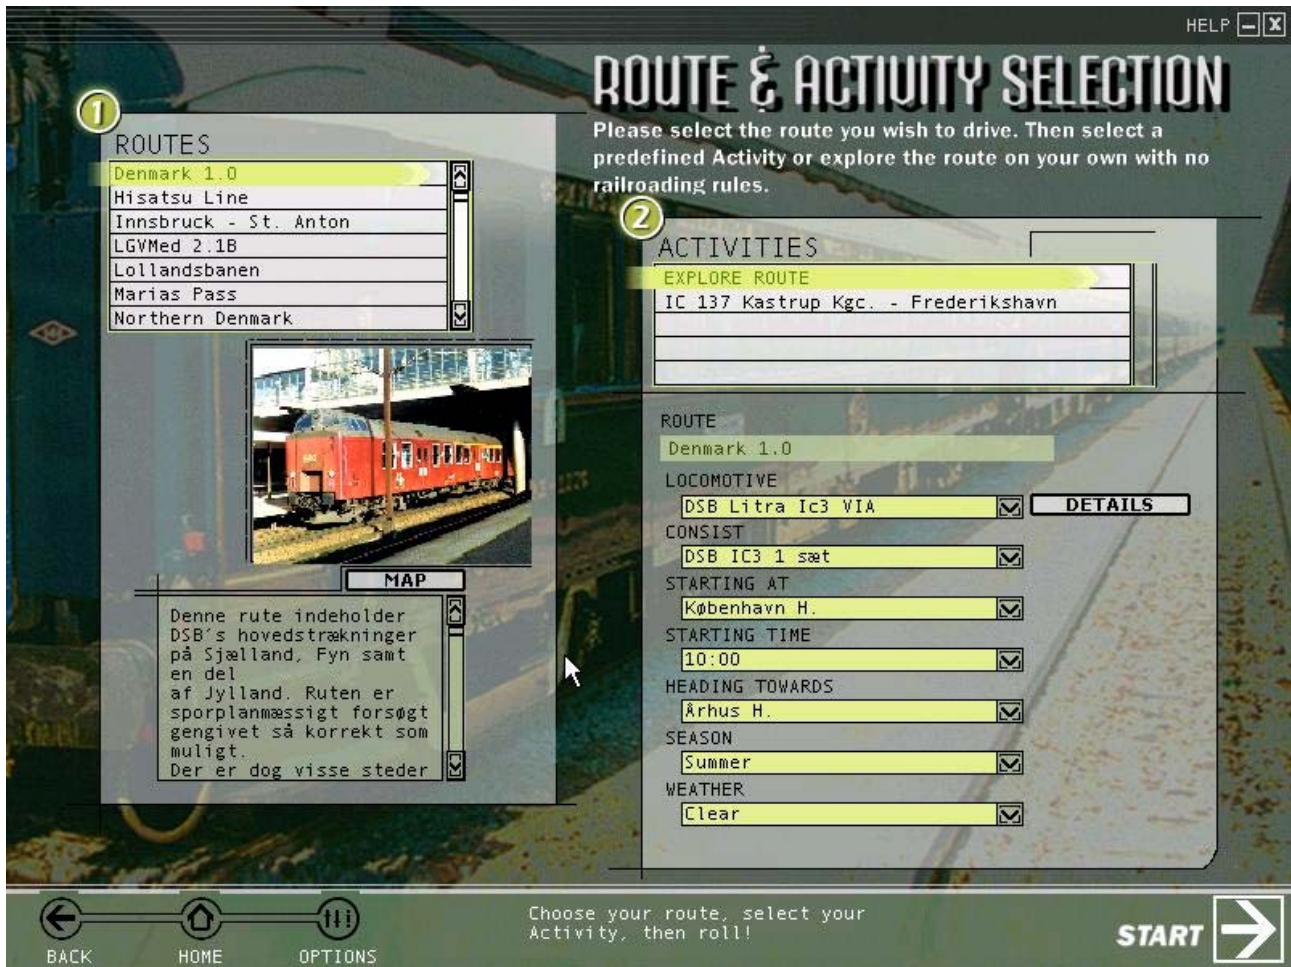 HELP
ROUTE & ACTIVITY SELECTION
Please select the route you wish to drive. Then select a
predefined Activity or explore the route on your own with no
railroading rules.
1
ROUTES
Denmark 1.0
Hisatsu Line
Innsbruck - St. Anton
LGVMed 2.1B
Lollandsbanen
Marias Pass
Northern Denmark
MAP
Denne rute indeholder
DSB´s hovedstrækninger
på Sjælland, Fyn samt
en del
af Jylland. Ruten er
sporplanmæssigt forsøgt
gengivet så korrekt som
muligt.
Der er dog visse steder
2
ACTIVITIES
EXPLORE ROUTE
IC 137 Kastrup Kgc. - Frederikshavn
ROUTE
Denmark 1.0
LOCOMOTIVE
DSB Litra Ic3 VIA
DETAILS
CONSIST
DSB IC3 1 sæt
STARTING AT
København H.
STARTING TIME
10:00
HEADING TOWARDS
Århus H.
SEASON
Summer
WEATHER
Clear
BACK
HOME
OPTIONS
Choose your route, select your
Activity, then roll!
START